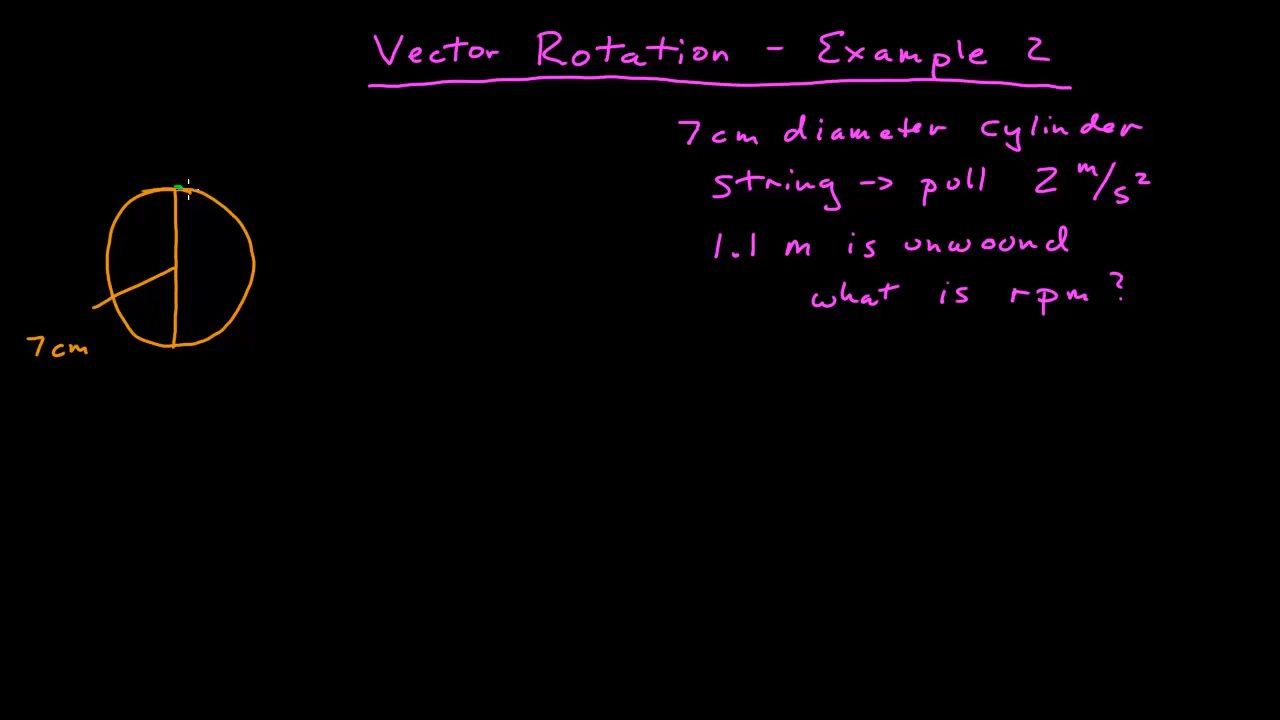 Vector Rotation - Example 2
7cm diameter cylinder
string -> pull 2 m/s²
1.1 m is unwound
what is rpm?
7cm